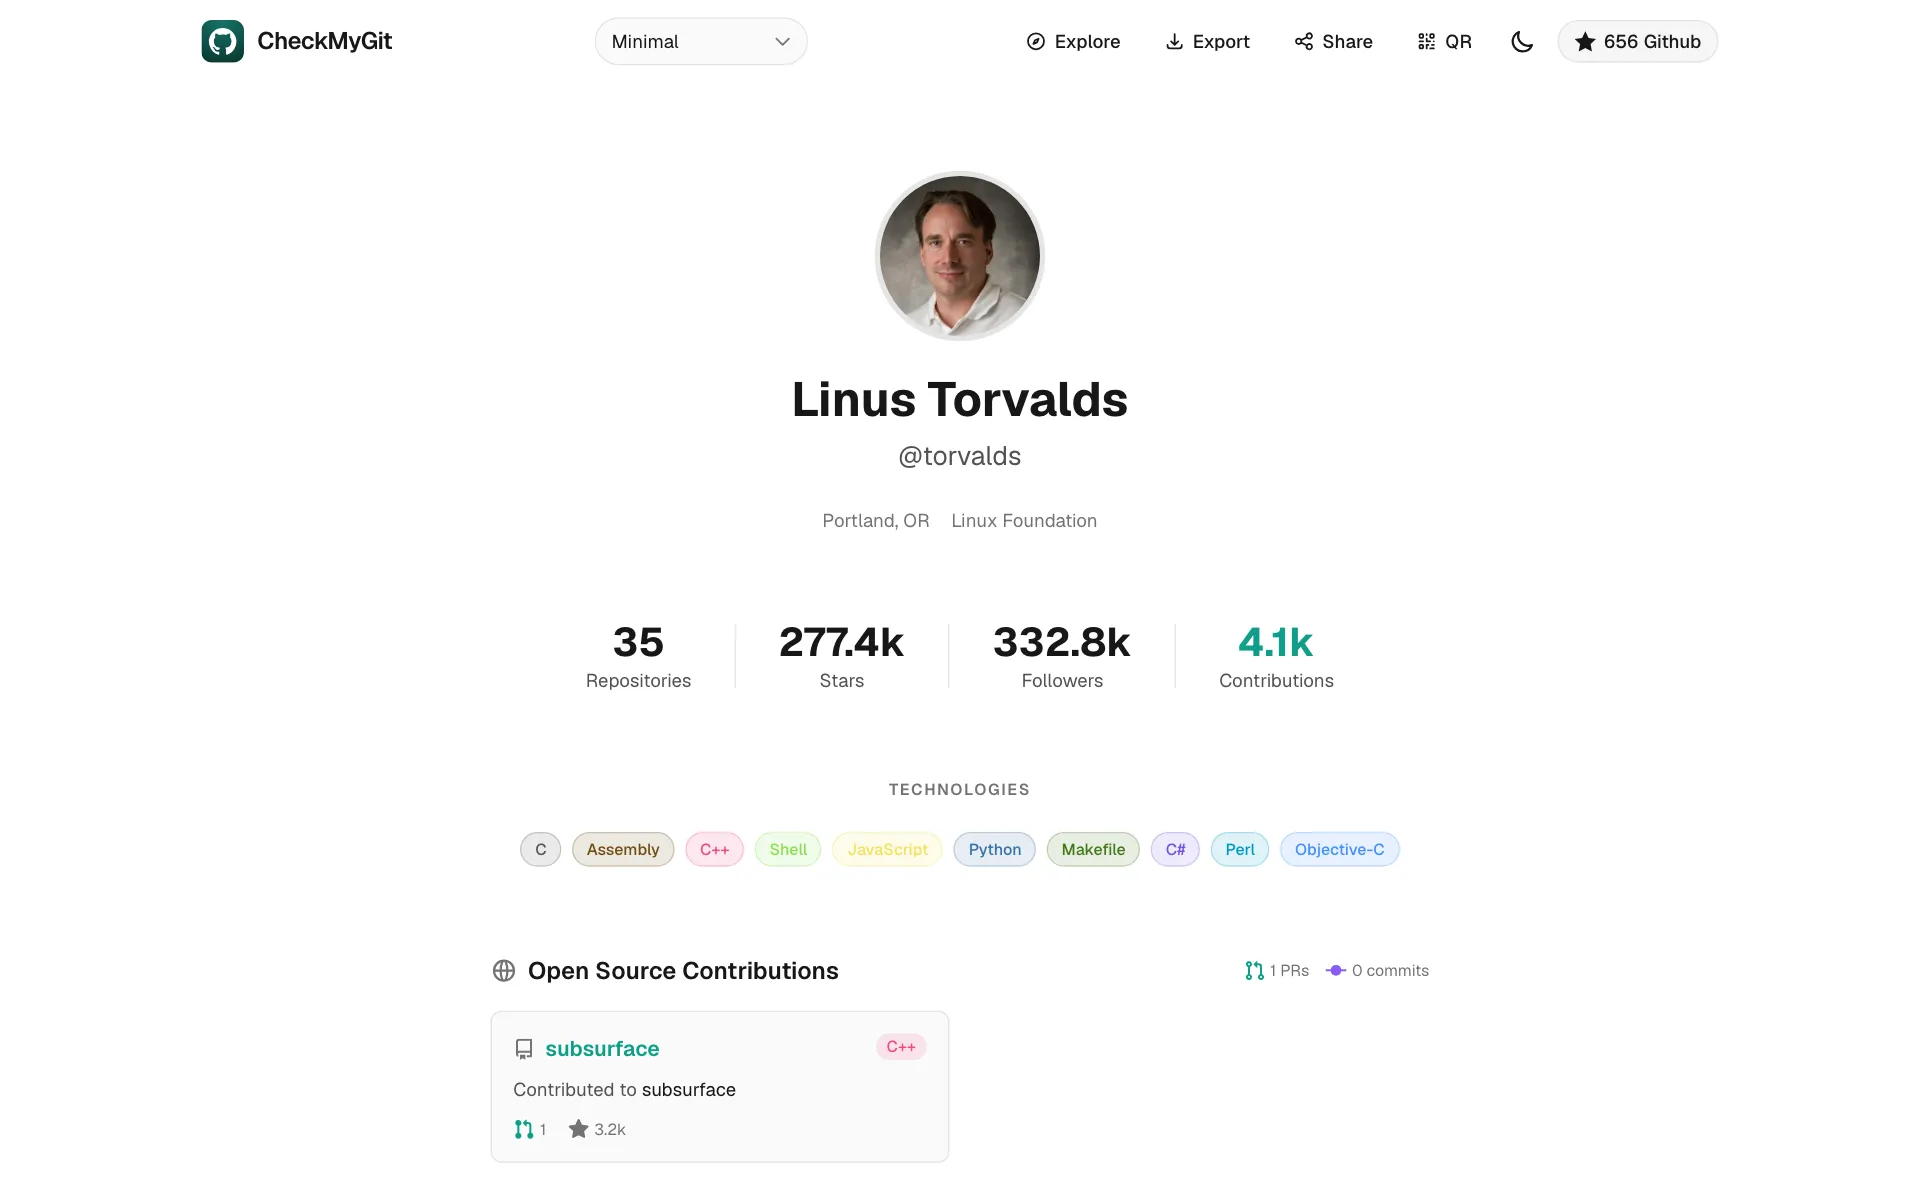 CheckMyGit
Minimal
Explore
Export
Share
QR
656 Github
Linus Torvalds
@torvalds
Portland, OR Linux Foundation
35
Repositories
277.4k
Stars
332.8k
Followers
4.1k
Contributions
TECHNOLOGIES
C Assembly C++ Shell JavaScript Python Makefile C# Perl Objective-C
Open Source Contributions
1 PRs 0 commits
subsurface C++
Contributed to subsurface
1 3.2k